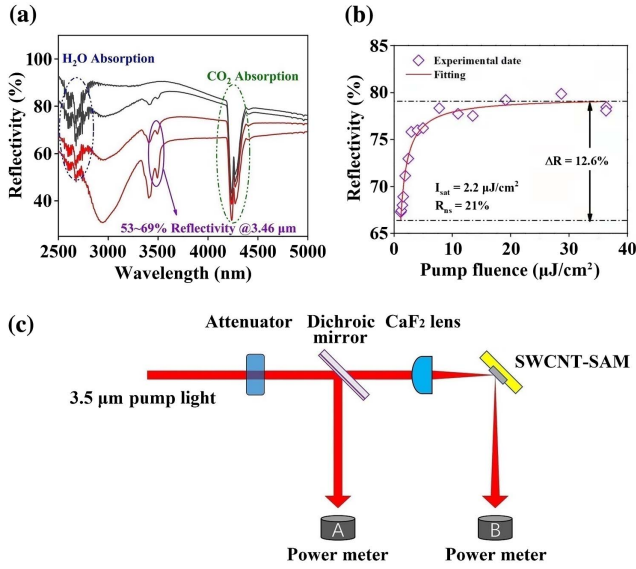 (a)
H₂O Absorption
CO₂ Absorption
53~69% Reflectivity @3.46 μm
Reflectivity (%)
100
80
60
40
2500 3000 3500 4000 4500 5000
Wavelength (nm)
(b)
Experimental date
Fitting
ΔR = 12.6%
I_sat = 2.2 μJ/cm²
R_ns = 21%
Reflectivity (%)
85
80
75
70
65
0 10 20 30 40
Pump fluence (μJ/cm²)
(c)
Attenuator
Dichroic
mirror
CaF₂ lens
SWCNT-SAM
3.5 μm pump light
A
B
Power meter
Power meter